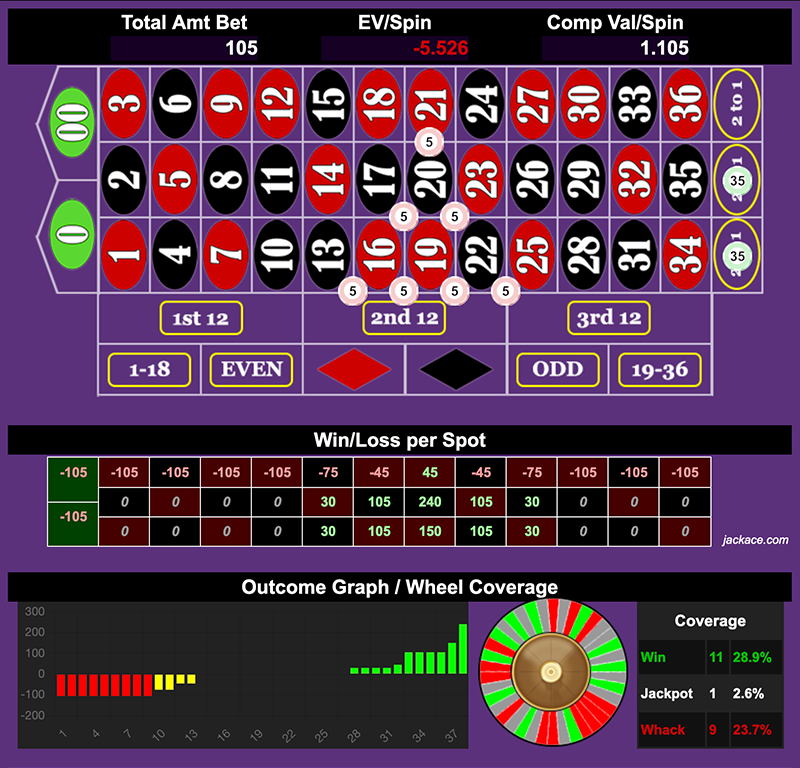 Total Amt Bet EV/Spin Comp Val/Spin
105 -5.526 1.105
3 6 9 12 15 18 21 24 27 30 33 36 2 to 1
00
5
2 5 8 11 14 17 20 23 26 29 32 35 2 1 35
5 5
0
1 4 7 10 13 16 19 22 25 28 31 34 2 1 35
5 5 5 5
1st 12 2nd 12 3rd 12
1-18 EVEN ODD 19-36
Win/Loss per Spot
-105 -105 -105 -105 -105 -75 -45 45 -45 -75 -105 -105 -105
0 0 0 0 30 105 240 105 30 0 0 0
-105
0 0 0 0 30 105 150 105 30 0 0 0
jackace.com
Outcome Graph / Wheel Coverage
300
200
100
0
-100
-200
1 4 7 10 13 16 19 22 25 28 31 34 37
Coverage
Win 11 28.9%
Jackpot 1 2.6%
Whack 9 23.7%